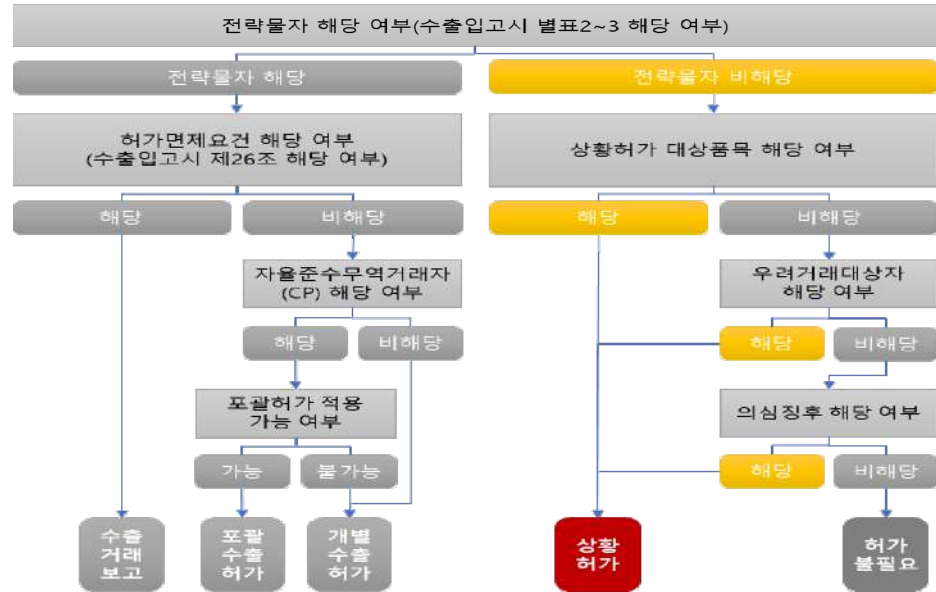 전략물자 해당 여부(수출입고시 별표2~3 해당 여부)
전략물자 해당
전략물자 비해당
허가면제요건 해당 여부
(수출입고시 제26조 해당 여부)
상황허가 대상품목 해당 여부
해당
비해당
해당
비해당
자율준수무역거래자
(CP) 해당 여부
우려거래대상자
해당 여부
해당
비해당
해당
비해당
포괄허가 적용
가능 여부
의심징후 해당 여부
가능
불가능
해당
비해당
수출
거래
보고
포괄
수출
허가
개별
수출
허가
상황
허가
허가
불필요